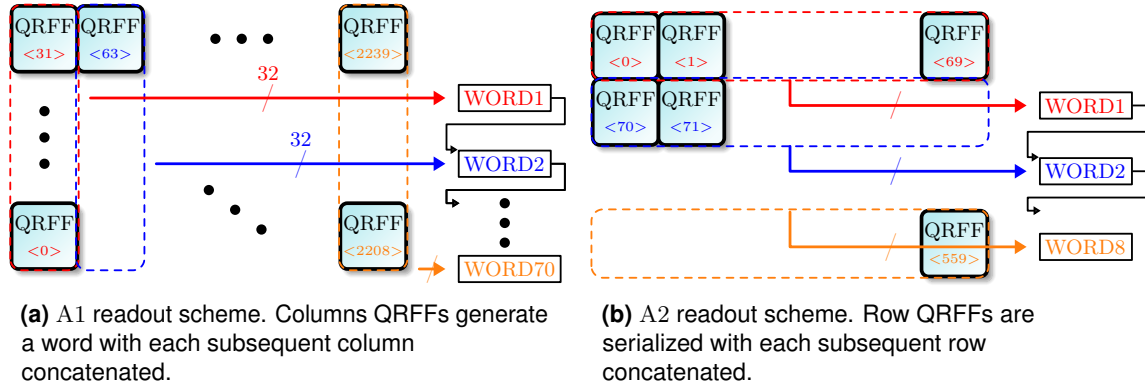 QRFF QRFF QRFF
<31> <63> <2239>
32
WORD1
32
WORD2
QRFF QRFF
<0> <2208>
WORD70
(a) A1 readout scheme. Columns QRFFs generate
a word with each subsequent column
concatenated.
QRFF QRFF QRFF
<0> <1> <69>
QRFF QRFF
<70> <71>
WORD1
WORD2
QRFF
<559>
WORD8
(b) A2 readout scheme. Row QRFFs are
serialized with each subsequent row
concatenated.